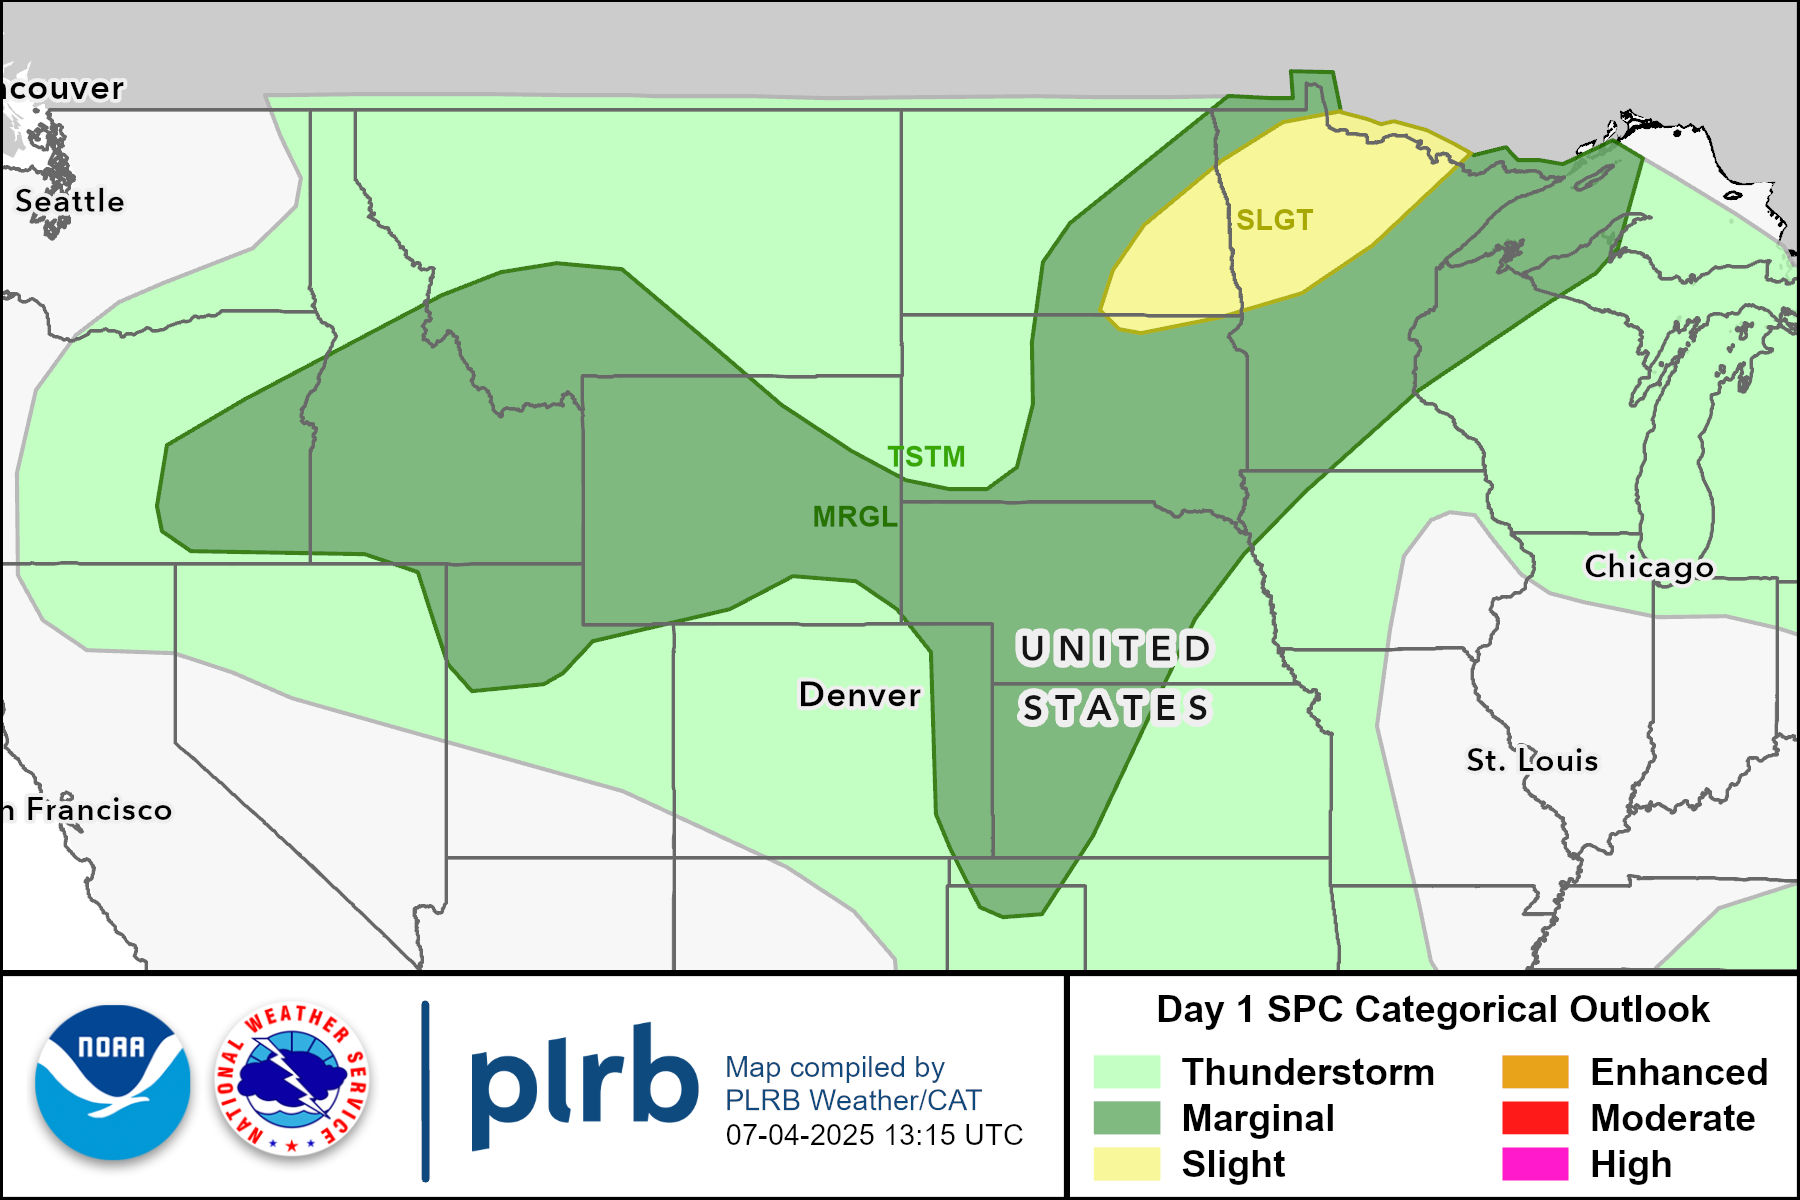 ncouver
Seattle
SLGT
TSTM
MRGL
Chicago
UNITED
STATES
Denver
St. Louis
n Francisco
NOAA
NATIONAL WEATHER SERVICE
plrb
Map compiled by
PLRB Weather/CAT
07-04-2025 13:15 UTC
Day 1 SPC Categorical Outlook
Thunderstorm
Marginal
Slight
Enhanced
Moderate
High